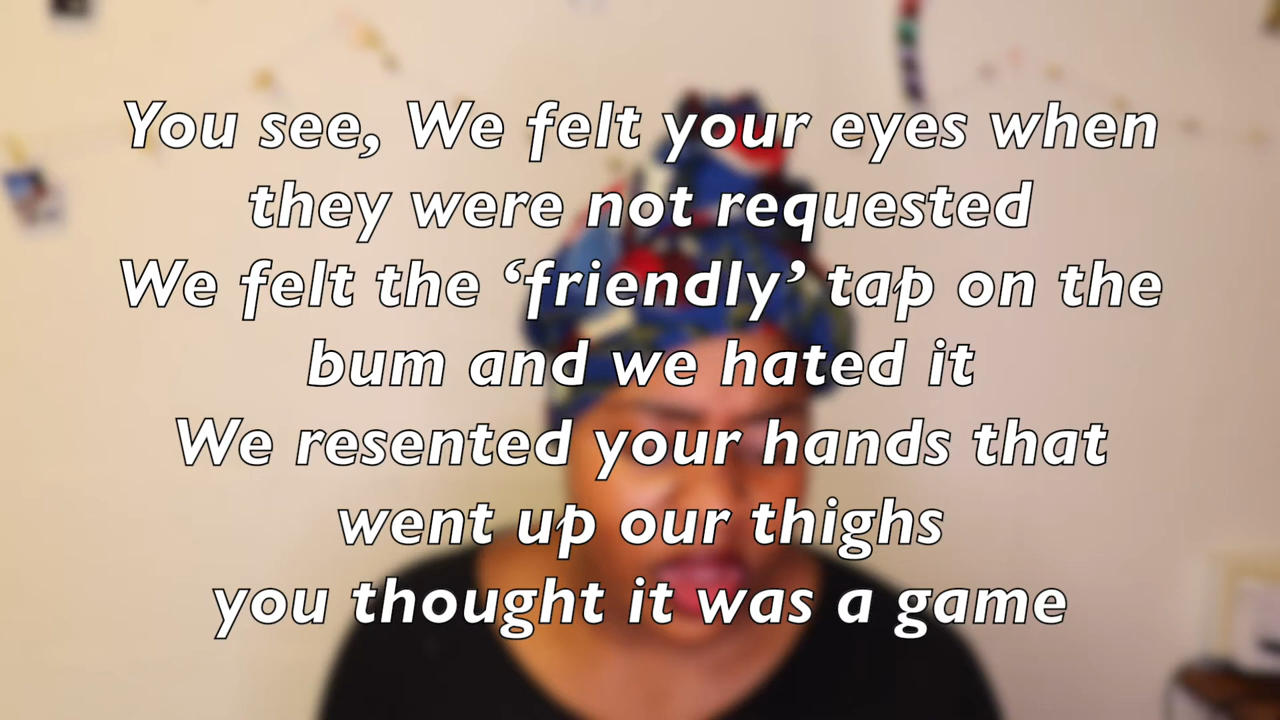 You see, We felt your eyes when
they were not requested
We felt the ‘friendly’ tap on the
bum and we hated it
We resented your hands that
went up our thighs
you thought it was a game